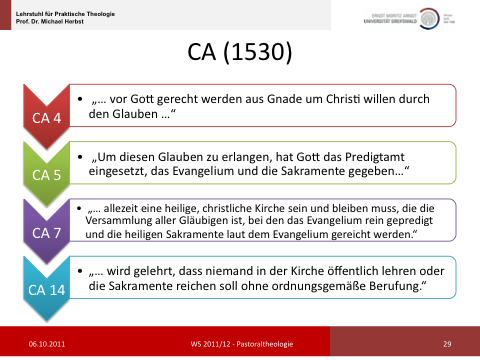 Lehrstuhl für Praktische Theologie
Prof. Dr. Michael Herbst
ERNST MORITZ ARNDT
UNIVERSITÄT GREIFSWALD
CA (1530)
CA 4
• „… vor Gott gerecht werden aus Gnade um Christi willen durch
den Glauben …“
CA 5
• „Um diesen Glauben zu erlangen, hat Gott das Predigtamt
eingesetzt, das Evangelium und die Sakramente gegeben…“
CA 7
• „… allezeit eine heilige, christliche Kirche sein und bleiben muss, die die
Versammlung aller Gläubigen ist, bei den das Evangelium rein gepredigt
und die heiligen Sakramente laut dem Evangelium gereicht werden.“
CA 14
• „… wird gelehrt, dass niemand in der Kirche öffentlich lehren oder
die Sakramente reichen soll ohne ordnungsgemäße Berufung.“
06.10.2011
WS 2011/12 - Pastoraltheologie
29